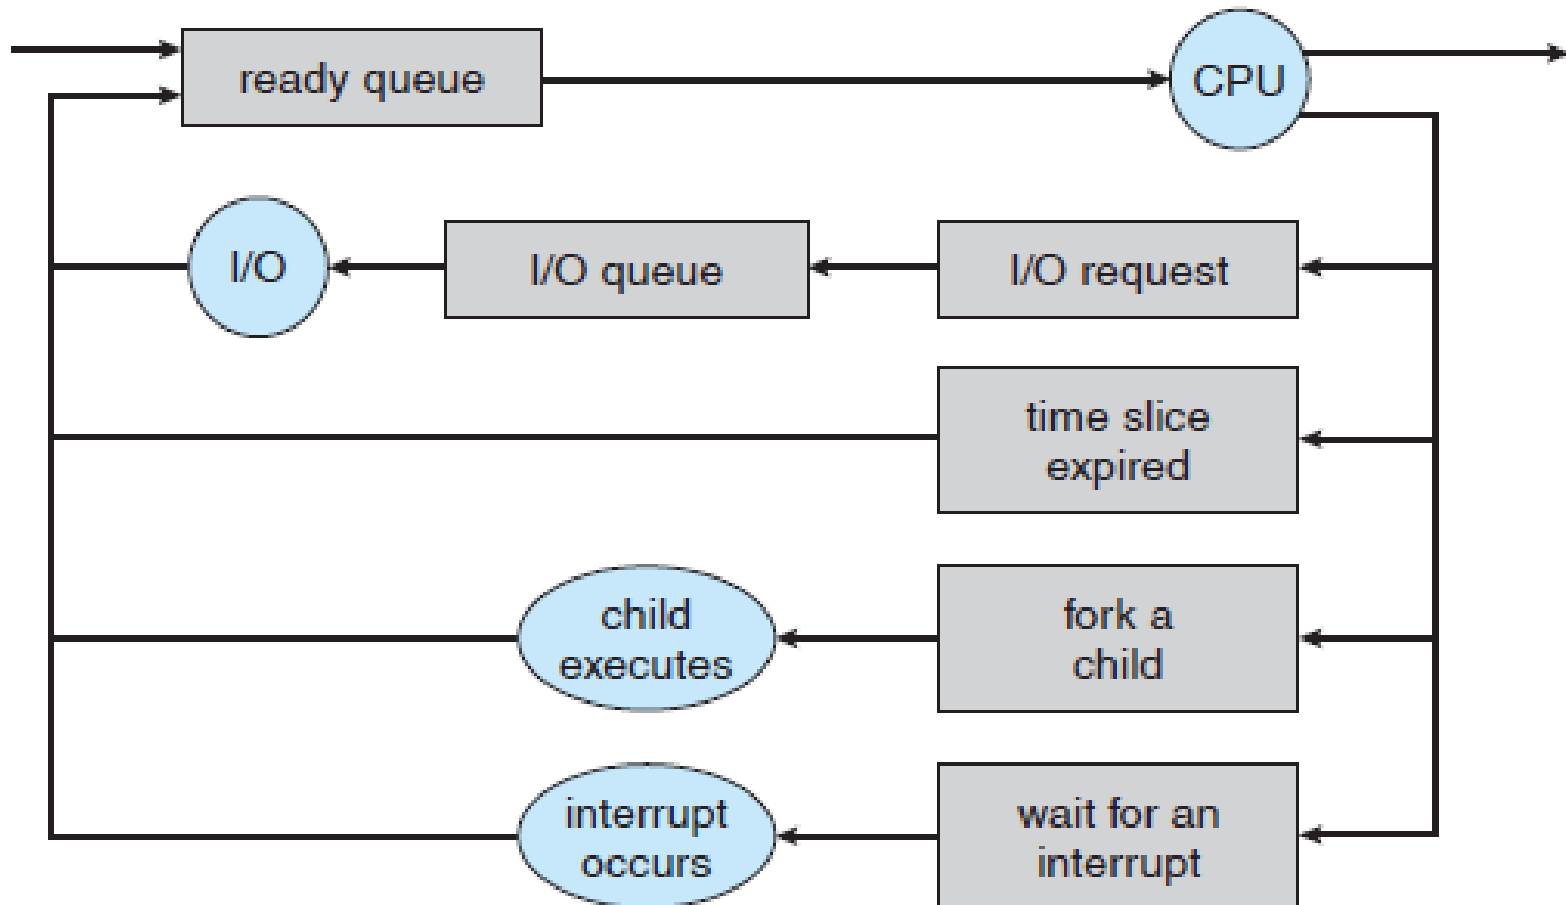 ready queue
CPU
I/O
I/O queue
I/O request
time slice
expired
child
executes
fork a
child
interrupt
occurs
wait for an
interrupt